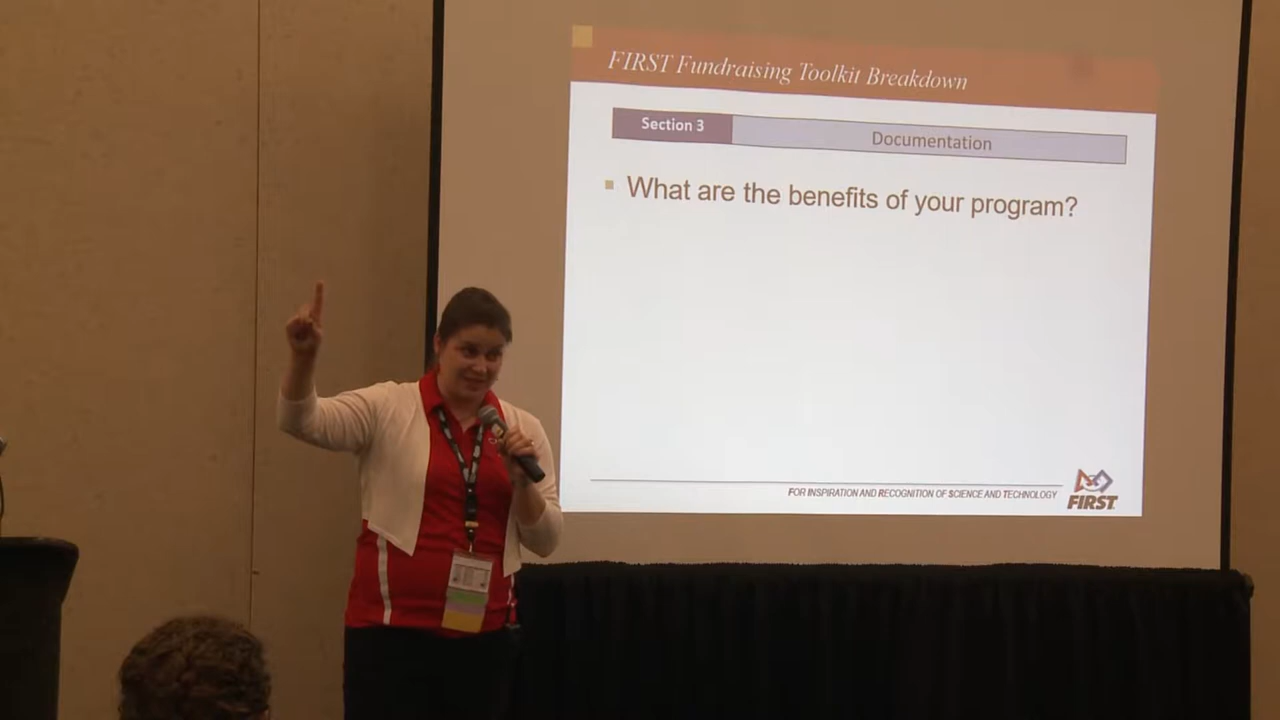 FIRST Fundraising Toolkit Breakdown
Section 3
Documentation
What are the benefits of your program?
FOR INSPIRATION AND RECOGNITION OF SCIENCE AND TECHNOLOGY
FIRST